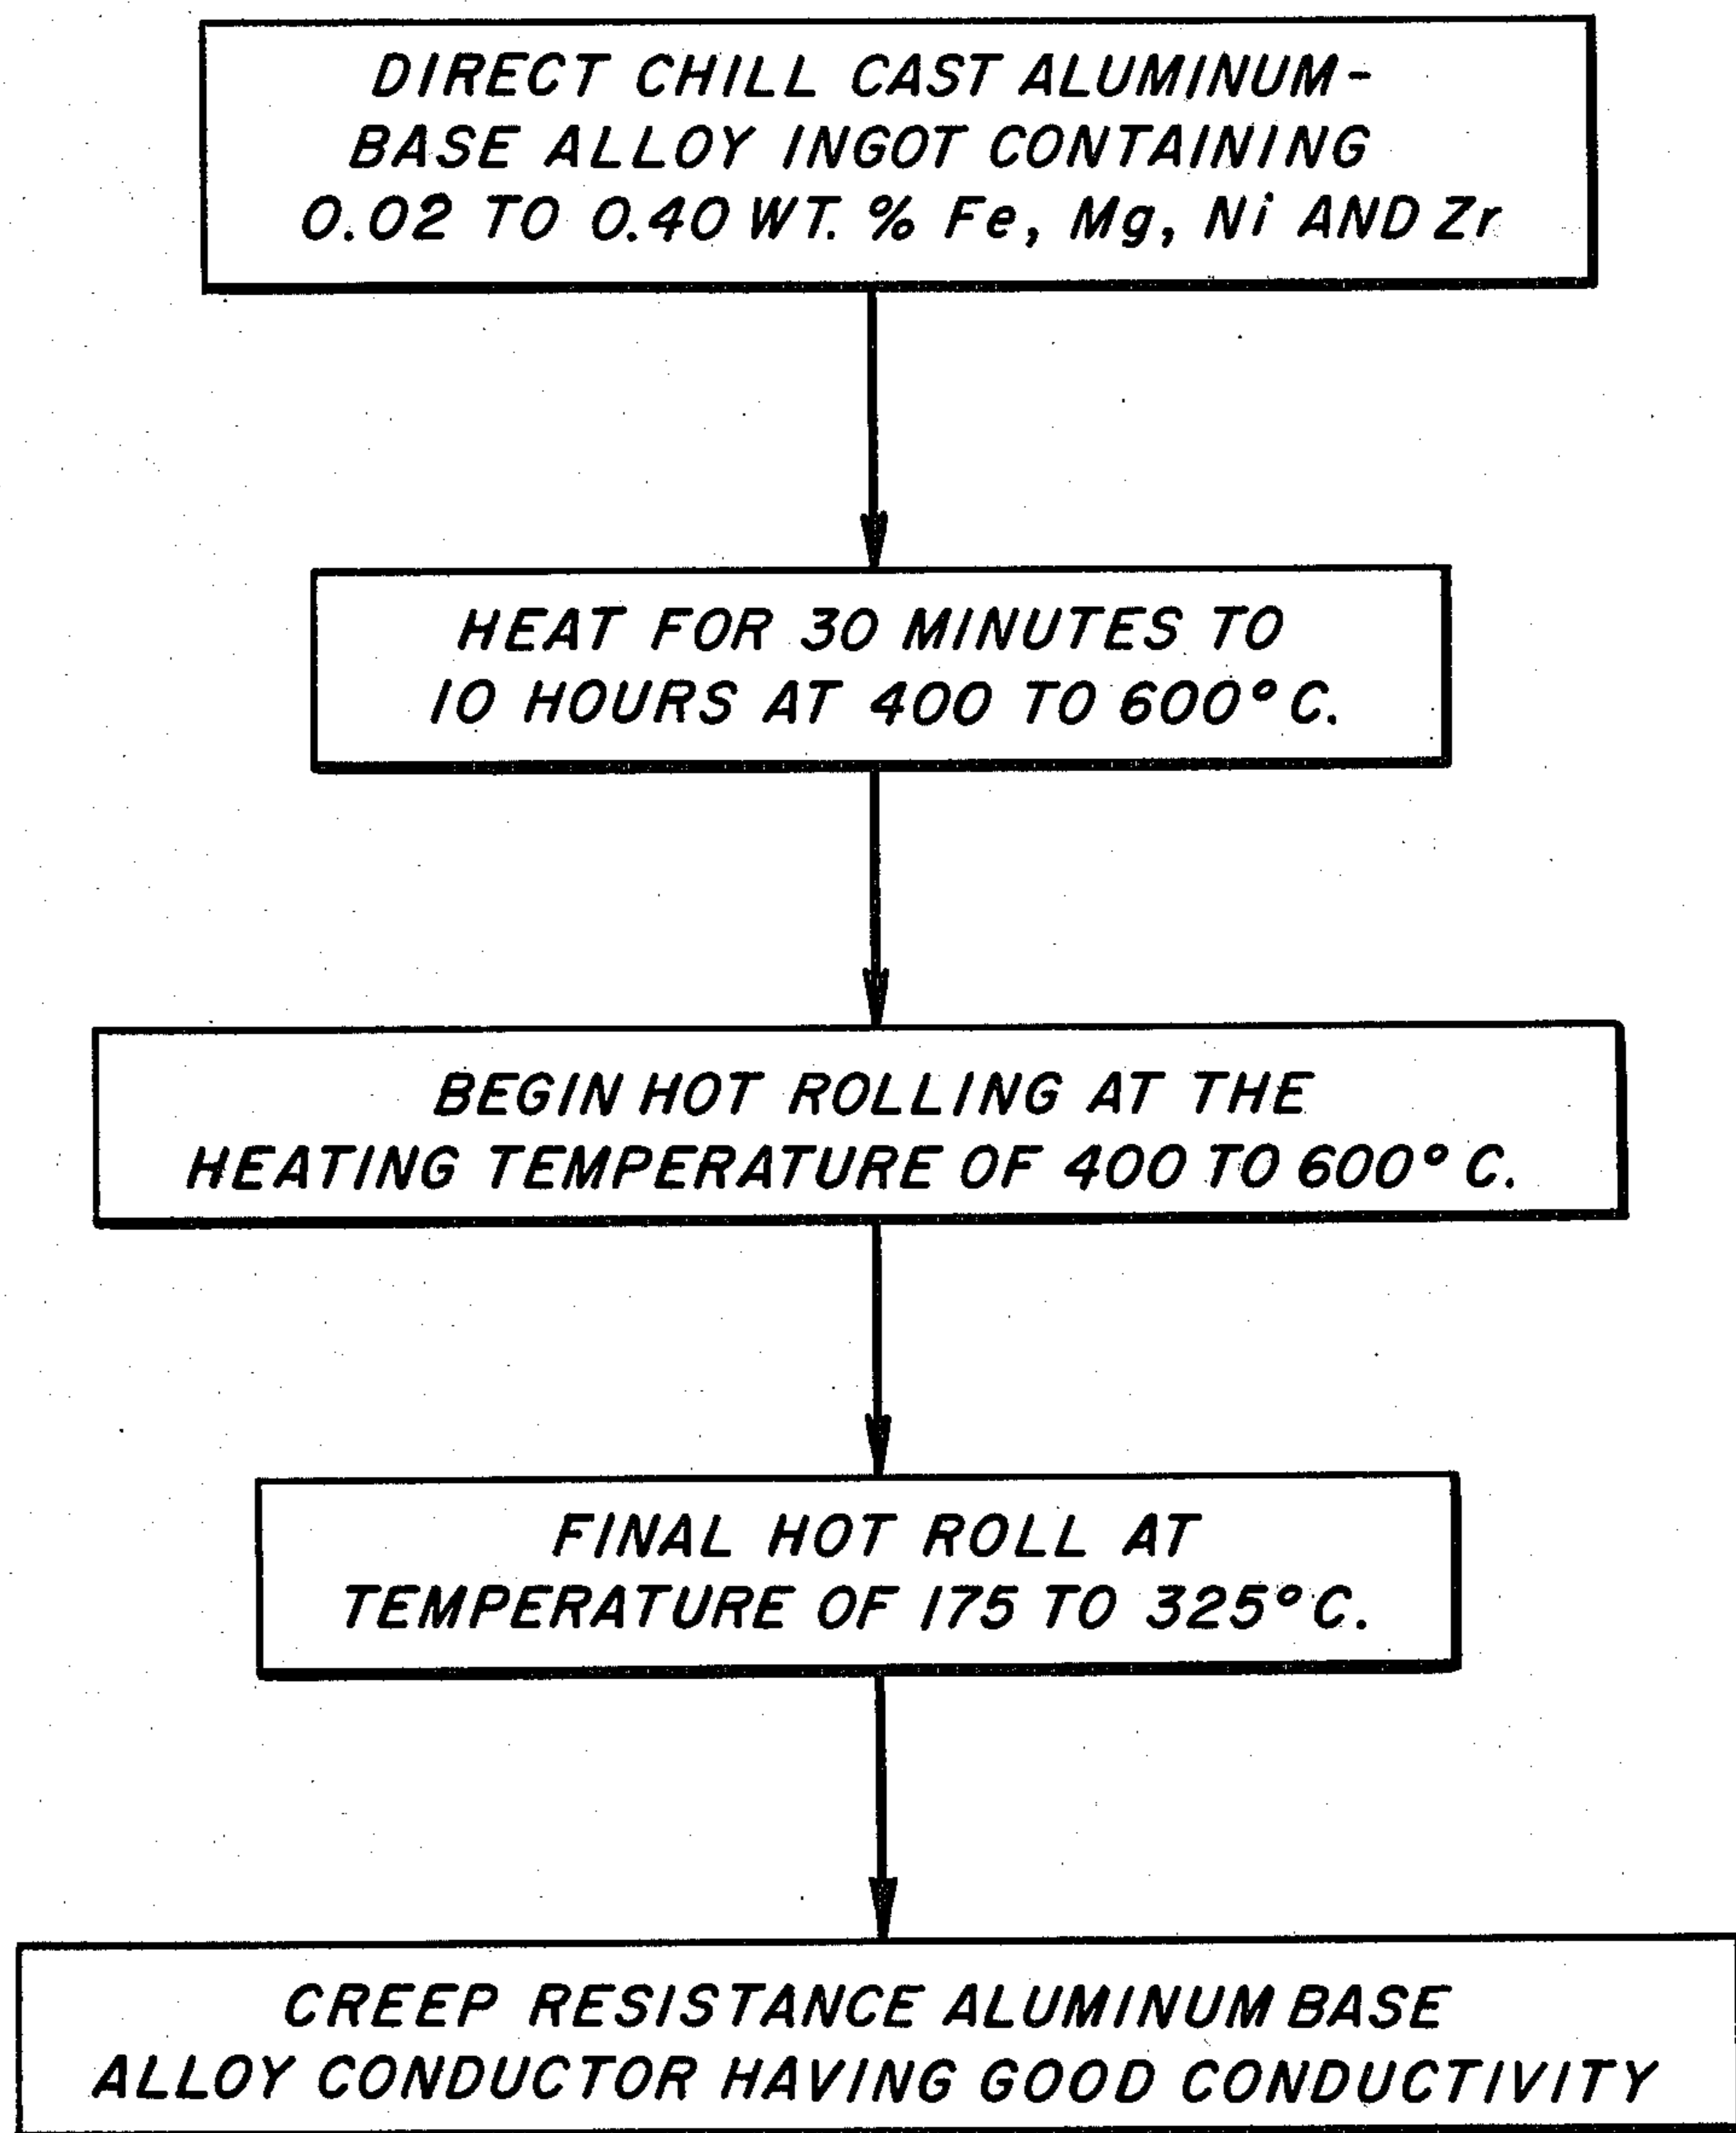 DIRECT CHILL CAST ALUMINUM-
BASE ALLOY INGOT CONTAINING
0.02 TO 0.40 WT. % Fe, Mg, Ni AND Zr
HEAT FOR 30 MINUTES TO
10 HOURS AT 400 TO 600°C.
BEGIN HOT ROLLING AT THE
HEATING TEMPERATURE OF 400 TO 600°C.
FINAL HOT ROLL AT
TEMPERATURE OF 175 TO 325°C.
CREEP RESISTANCE ALUMINUM BASE
ALLOY CONDUCTOR HAVING GOOD CONDUCTIVITY